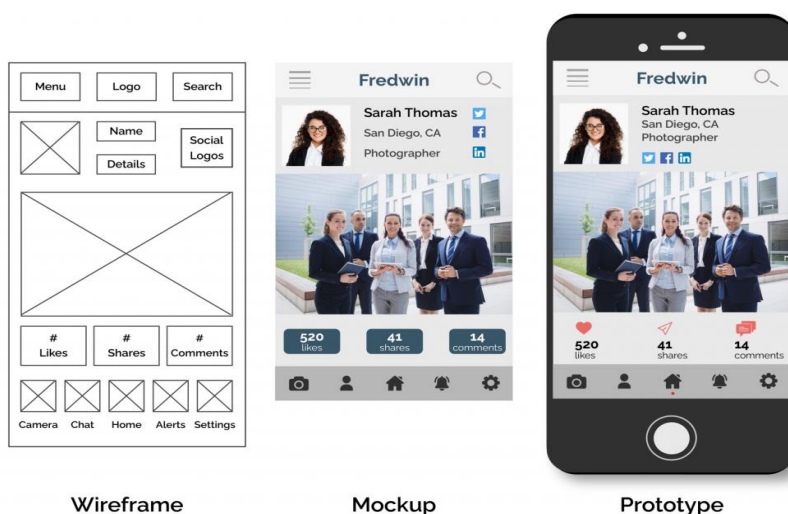 Menu
Logo
Search
Name
Details
Social
Logos
#
Likes
#
Shares
#
Comments
Camera
Chat
Home
Alerts
Settings
Wireframe
Fredwin
Sarah Thomas
San Diego, CA
Photographer
520
likes
41
shares
14
comments
Mockup
Fredwin
Sarah Thomas
San Diego, CA
Photographer
520
likes
41
shares
14
comments
Prototype